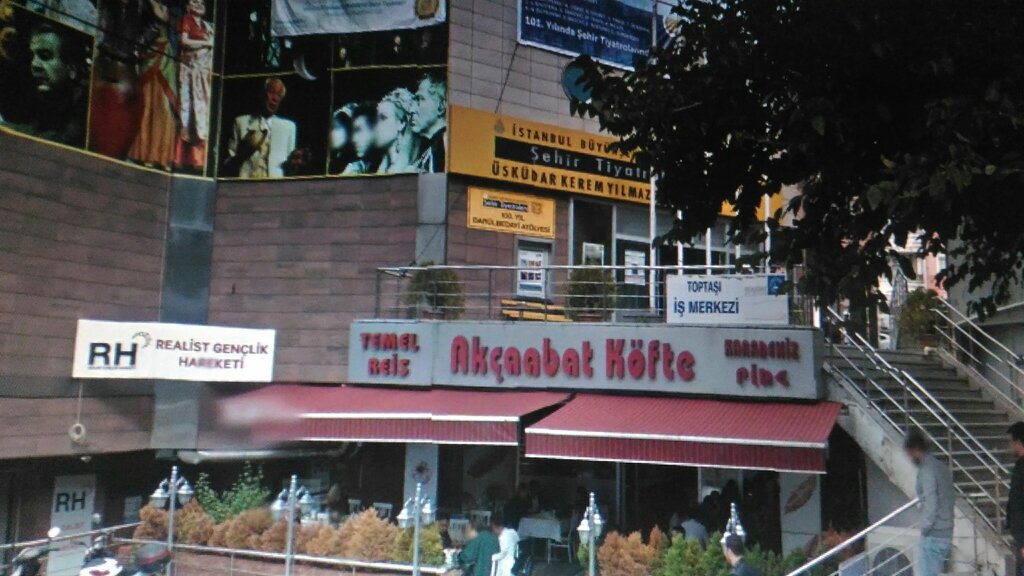 101. Yılında Şehir Tiyatroları
İSTANBUL BÜYÜK
Şehir Tiyatro
ÜSKÜDAR KEREM YILMAZ
Şehir Tiyatroları
100. YIL
DARÜLBEDAYİ ATÖLYESİ
TOPTAŞI
İŞ MERKEZİ
RH
REALİST GENÇLİK
HAREKETİ
TEMEL
REİS
Akçaabat Köfte
KARADENİZ
PİDE
RH